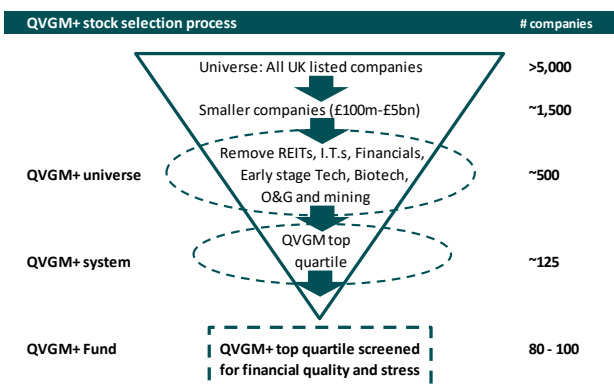 QVGM+ stock selection process # companies
Universe: All UK listed companies >5,000
Smaller companies (£100m-£5bn) ~1,500
Remove REITs, I.T.s, Financials,
QVGM+ universe Early stage Tech, Biotech, ~500
O&G and mining
QVGM top
QVGM+ system quartile ~125
QVGM+ Fund QVGM+ top quartile screened 80 - 100
for financial quality and stress